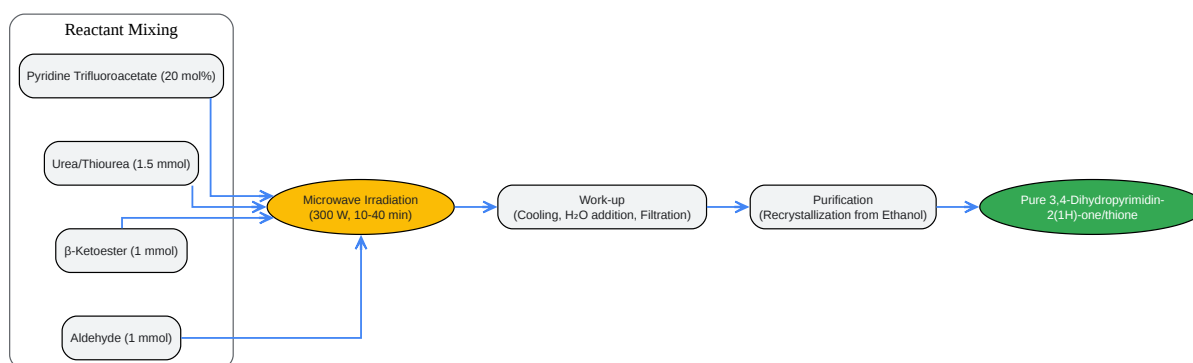 Reactant Mixing
Pyridine Trifluoroacetate (20 mol%)
Urea/Thiourea (1.5 mmol)
β-Ketoester (1 mmol)
Aldehyde (1 mmol)
Microwave Irradiation
(300 W, 10-40 min)
Work-up
(Cooling, H₂O addition, Filtration)
Purification
(Recrystallization from Ethanol)
Pure 3,4-Dihydropyrimidin-
2(1H)-one/thione